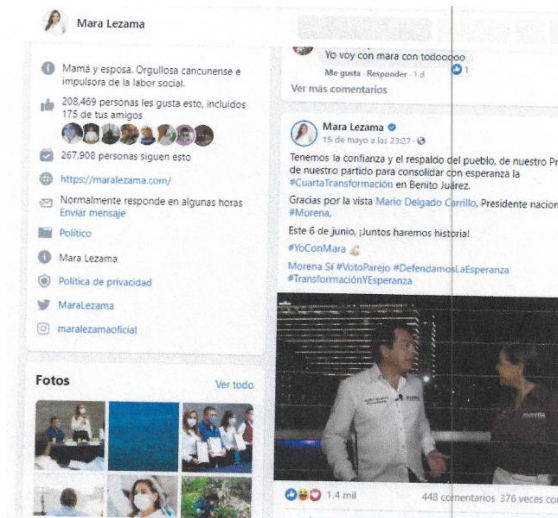 Mara Lezama
Mamá y esposa. Orgullosa cancunense e
impulsora de la labor social.
208,469 personas les gusta esto, incluidos
175 de tus amigos
267,908 personas siguen esto
https://maralezama.com/
Normalmente responde en algunas horas
Enviar mensaje
Político
Mara Lezama
Política de privacidad
MaraLezama
maralezamaoficial
Fotos
Ver todo
Yo voy con mara con todooooo
Me gusta · Responder · 1 d
1
Ver más comentarios
Mara Lezama
15 de mayo a las 23:27 ·
Tenemos la confianza y el respaldo del pueblo, de nuestro Pr
de nuestro partido para consolidar con esperanza la
#CuartaTransformación en Benito Juárez.
Gracias por la vista Mario Delgado Carrillo, Presidente nacion
#Morena,
Este 6 de junio, ¡Juntos haremos historia!
#YoConMara
Morena Sí #VotoParejo #DefendamosLaEsperanza
#TransformaciónYEsperanza
1.4 mil
448 comentarios 376 veces com